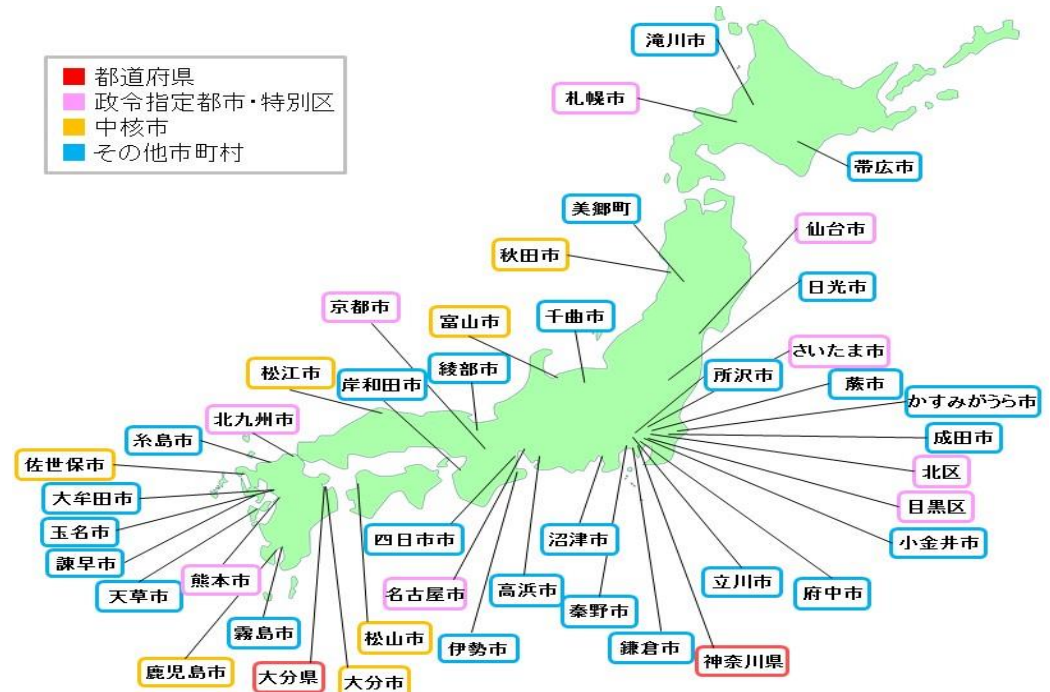 都道府県
政令指定都市・特別区
中核市
その他市町村
滝川市
札幌市
帯広市
美郷町
仙台市
秋田市
日光市
京都市
富山市
千曲市
さいたま市
松江市
岸和田市
綾部市
所沢市
蕨市
かすみがうら市
北九州市
糸島市
成田市
佐世保市
北区
大牟田市
目黒区
玉名市
四日市市
沼津市
小金井市
諫早市
熊本市
名古屋市
高浜市
立川市
府中市
天草市
秦野市
霧島市
松山市
伊勢市
鎌倉市
神奈川県
鹿児島市
大分県
大分市